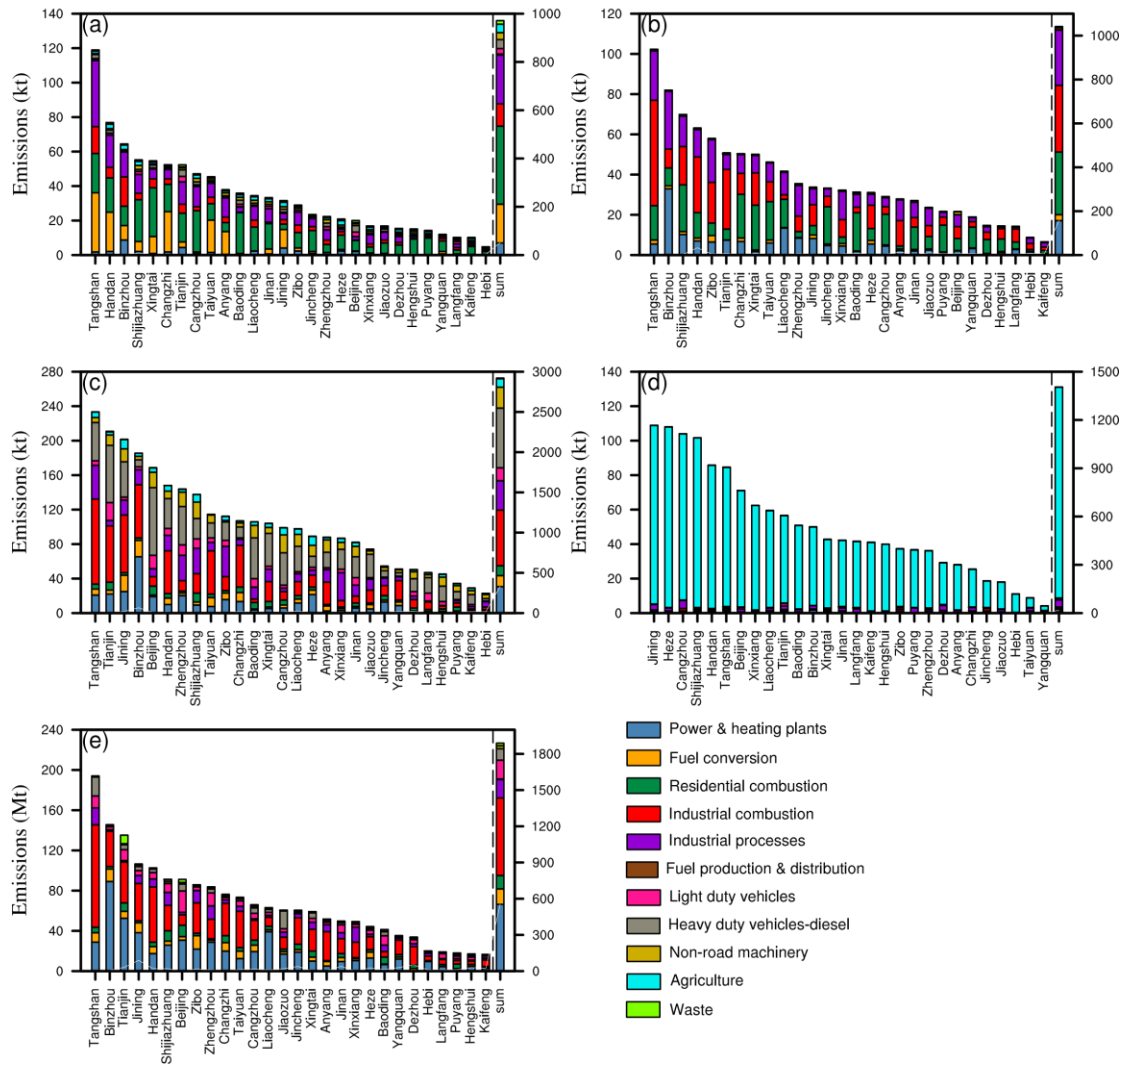 (a)
Emissions (kt)
140
120
100
80
60
40
20
0
1000
800
600
400
200
0
Tangshan
Handan
Binzhou
Shijiazhuang
Xingtai
Changzhi
Tianjin
Cangzhou
Taiyuan
Anyang
Baoding
Liaocheng
Jinan
Jining
Zibo
Jincheng
Zhengzhou
Heze
Beijing
Xinxiang
Jiaozuo
Dezhou
Hengshui
Puyang
Yangquan
Langfang
Kaifeng
Hebi
sum
(b)
Emissions (kt)
120
100
80
60
40
20
0
1000
800
600
400
200
0
Tangshan
Binzhou
Shijiazhuang
Handan
Zibo
Tianjin
Changzhi
Xingtai
Taiyuan
Liaocheng
Zhengzhou
Jining
Jincheng
Xinxiang
Baoding
Heze
Cangzhou
Anyang
Jinan
Jiaozuo
Puyang
Beijing
Yangquan
Dezhou
Hengshui
Langfang
Hebi
Kaifeng
sum
(c)
Emissions (kt)
280
240
200
160
120
80
40
0
3000
2500
2000
1500
1000
500
0
Tangshan
Tianjin
Jining
Binzhou
Beijing
Handan
Zhengzhou
Shijiazhuang
Taiyuan
Zibo
Changzhi
Baoding
Xingtai
Cangzhou
Liaocheng
Heze
Anyang
Xinxiang
Jinan
Jiaozuo
Jincheng
Yangquan
Dezhou
Langfang
Hengshui
Puyang
Kaifeng
Hebi
sum
(d)
Emissions (kt)
140
120
100
80
60
40
20
0
1500
1200
900
600
300
0
Jining
Heze
Cangzhou
Shijiazhuang
Handan
Tangshan
Beijing
Xinxiang
Liaocheng
Tianjin
Baoding
Binzhou
Xingtai
Jinan
Langfang
Kaifeng
Hengshui
Zibo
Puyang
Zhengzhou
Dezhou
Anyang
Changzhi
Jincheng
Jiaozuo
Hebi
Taiyuan
Yangquan
sum
(e)
Emissions (Mt)
240
200
160
120
80
40
0
1800
1500
1200
900
600
300
0
Tangshan
Binzhou
Tianjin
Jining
Handan
Shijiazhuang
Beijing
Zibo
Zhengzhou
Changzhi
Taiyuan
Cangzhou
Liaocheng
Jiaozuo
Jincheng
Xingtai
Anyang
Jinan
Xinxiang
Heze
Baoding
Yangquan
Dezhou
Hebi
Langfang
Puyang
Hengshui
Kaifeng
sum
Power & heating plants
Fuel conversion
Residential combustion
Industrial combustion
Industrial processes
Fuel production & distribution
Light duty vehicles
Heavy duty vehicles-diesel
Non-road machinery
Agriculture
Waste